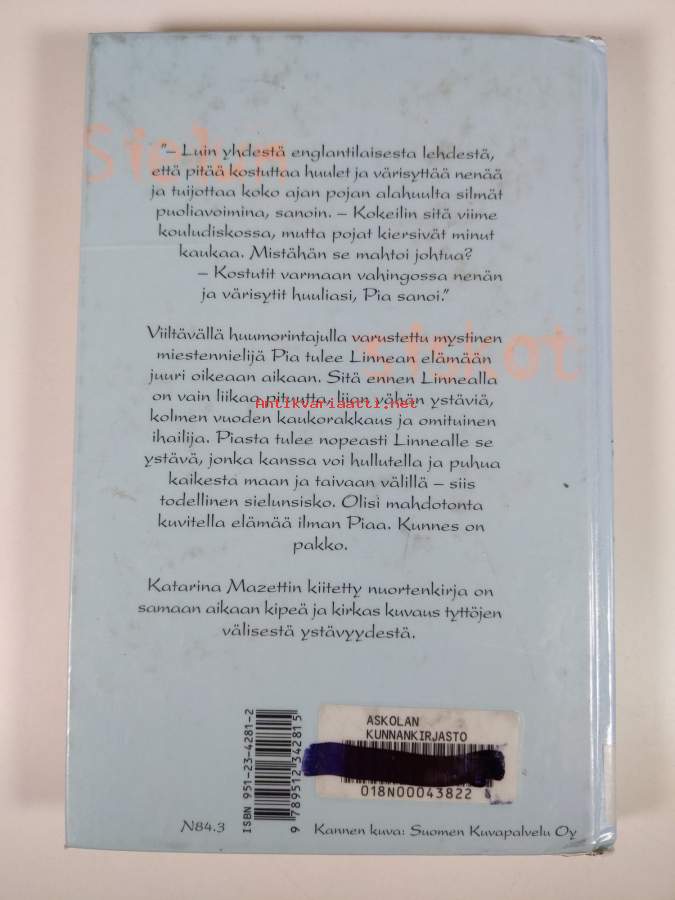 Sielun
"– Luin yhdestä englantilaisesta lehdestä,
että pitää kostuttaa huulet ja värisyttää nenää
ja tuijottaa koko ajan pojan alahuulta silmät
puoliavoimina, sanoin. – Kokeilin sitä viime
kouludiskossa, mutta pojat kiersivät minut
kaukaa. Mistähän se mahtoi johtua?
– Kostutit varmaan vahingossa nenän
ja värisytit huuliasi, Pia sanoi."
siskot
Viiltävällä huumorintajulla varustettu mystinen
miestennielijä Pia tulee Linnean elämään
juuri oikeaan aikaan. Sitä ennen Linnealla
on vain liikaa pituutta, liian vähän ystäviä,
Antikvariaatti.net
kolmen vuoden kaukorakkaus ja omituinen
ihailija. Piasta tulee nopeasti Linnealle se
ystävä, jonka kanssa voi hullutella ja puhua
kaikesta maan ja taivaan välillä – siis
todellinen sielunsisko. Olisi mahdotonta
kuvitella elämää ilman Piaa. Kunnes on
pakko.
Katarina Mazettin kiitetty nuortenkirja on
samaan aikaan kipeä ja kirkas kuvaus tyttöjen
välisestä ystävyydestä.
ISBN 951-23-4281-2
9 789512 342815
ASKOLAN
KUNNANKIRJASTO
018N00043822
N84.3
Kannen kuva: Suomen Kuvapalvelu Oy